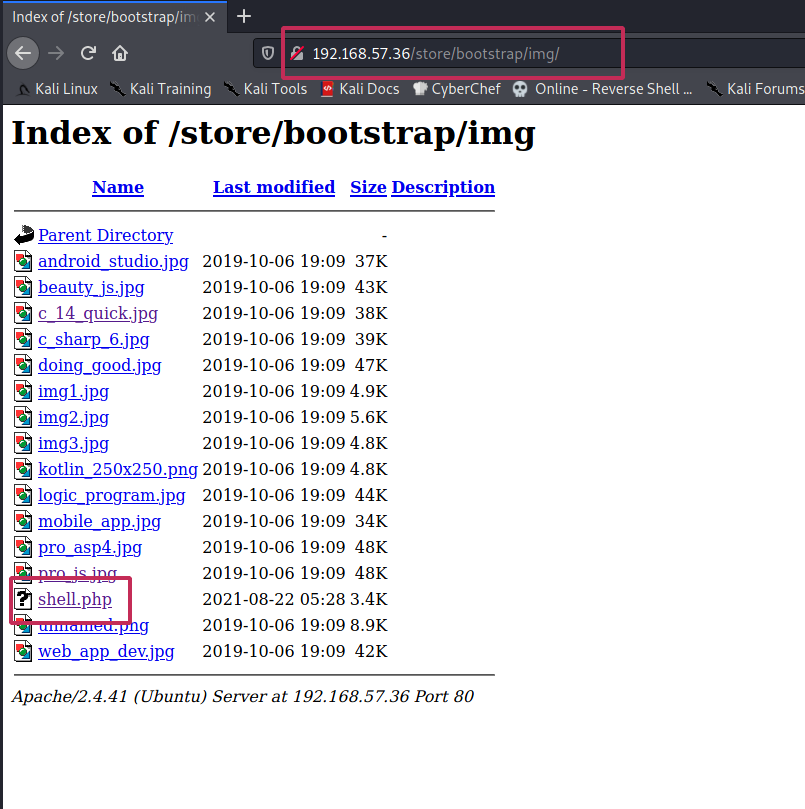 Index of /store/bootstrap/im
192.168.57.36/store/bootstrap/img/
Kali Linux Kali Training Kali Tools Kali Docs CyberChef Online - Reverse Shell ... Kali Forums
Index of /store/bootstrap/img
Name Last modified Size Description
Parent Directory -
android_studio.jpg 2019-10-06 19:09 37K
beauty_js.jpg 2019-10-06 19:09 43K
c_14_quick.jpg 2019-10-06 19:09 38K
c_sharp_6.jpg 2019-10-06 19:09 39K
doing_good.jpg 2019-10-06 19:09 47K
img1.jpg 2019-10-06 19:09 4.9K
img2.jpg 2019-10-06 19:09 5.6K
img3.jpg 2019-10-06 19:09 4.8K
kotlin_250x250.png 2019-10-06 19:09 4.8K
logic_program.jpg 2019-10-06 19:09 44K
mobile_app.jpg 2019-10-06 19:09 34K
pro_asp4.jpg 2019-10-06 19:09 48K
pro_js.jpg 2019-10-06 19:09 48K
shell.php 2021-08-22 05:28 3.4K
unnamed.png 2019-10-06 19:09 8.9K
web_app_dev.jpg 2019-10-06 19:09 42K
Apache/2.4.41 (Ubuntu) Server at 192.168.57.36 Port 80